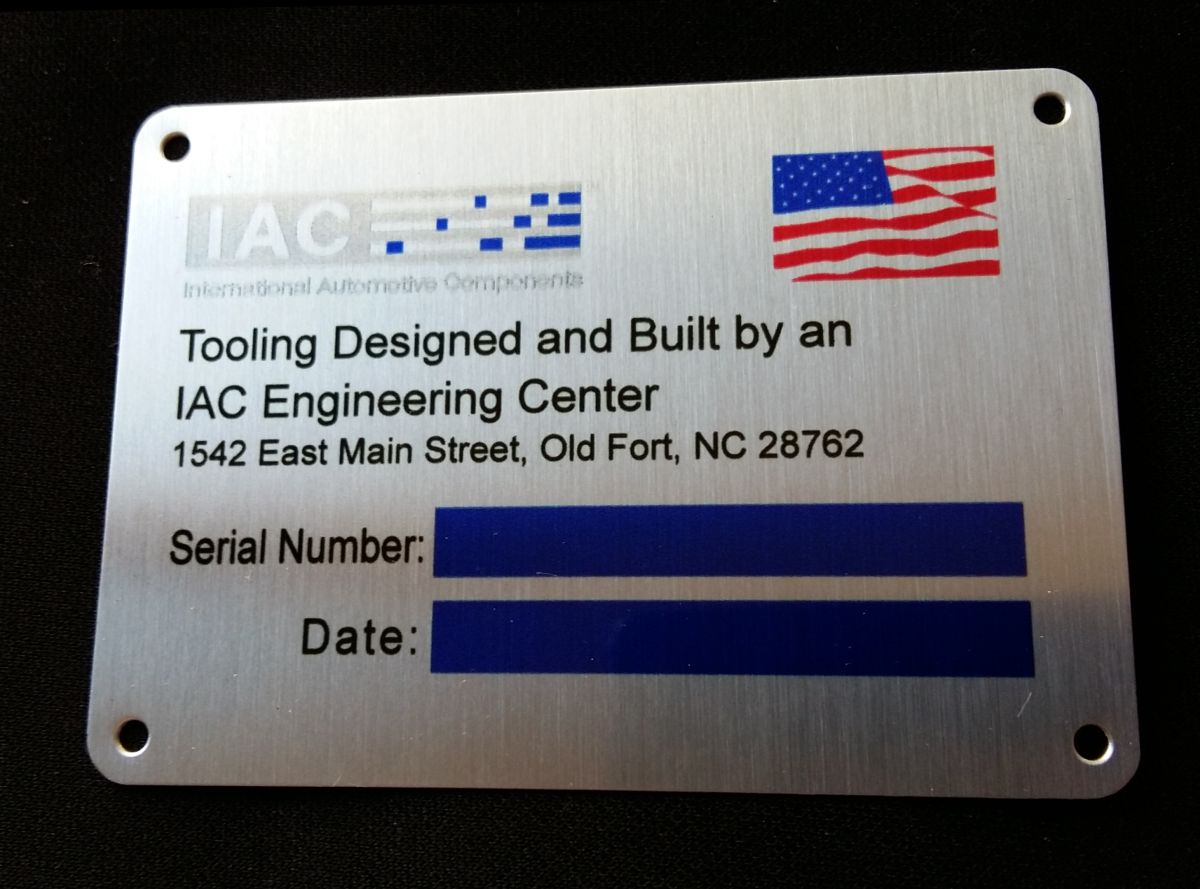 IAC
International Automotive Components
Tooling Designed and Built by an
IAC Engineering Center
1542 East Main Street, Old Fort, NC 28762
Serial Number:
Date: